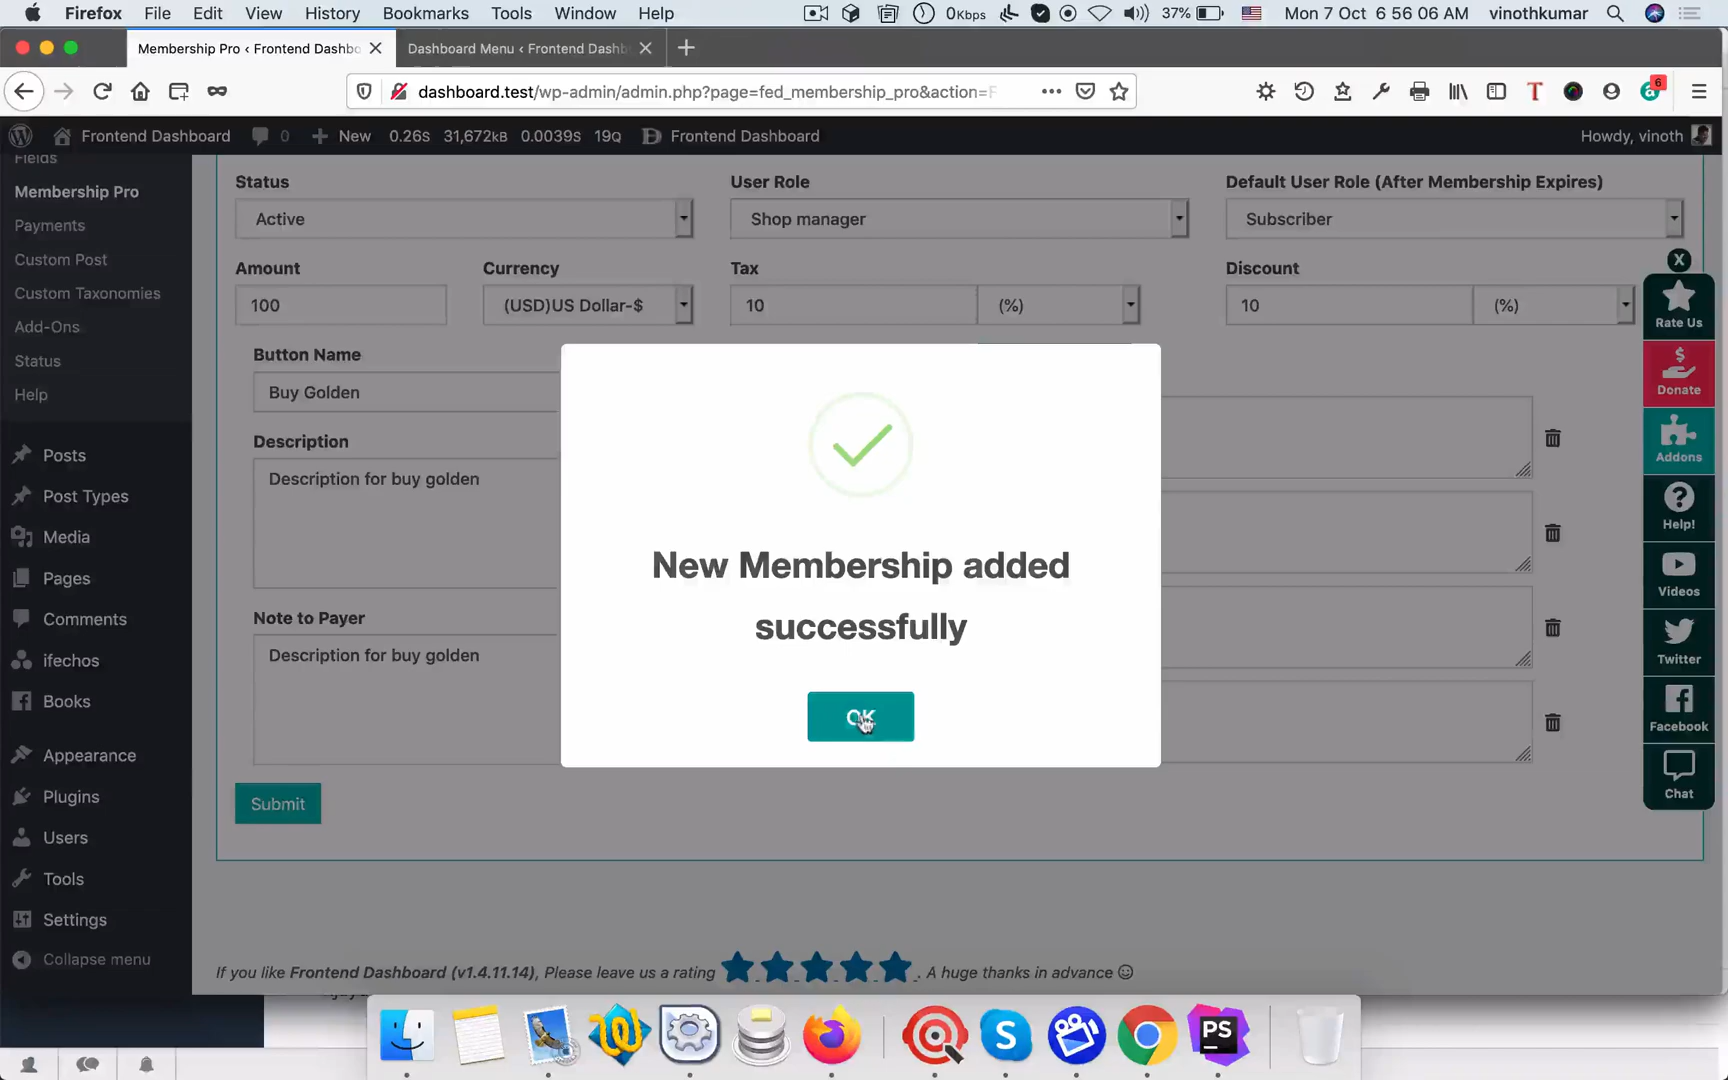 Firefox File Edit View History Bookmarks Tools Window Help 0Kbps 37% Mon 7 Oct 6 56 06 AM vinothkumar
Membership Pro ‹ Frontend Dashbo Dashboard Menu ‹ Frontend Dashb
dashboard.test/wp-admin/admin.php?page=fed_membership_pro&action=F
T
a
6
Frontend Dashboard 0 New 0.26S 31,672kB 0.0039S 19Q Frontend Dashboard Howdy, vinoth
Fields
Membership Pro
Payments
Custom Post
Custom Taxonomies
Add-Ons
Status
Help
Posts
Post Types
Media
Pages
Comments
ifechos
Books
Appearance
Plugins
Users
Tools
Settings
Collapse menu
Status User Role Default User Role (After Membership Expires)
Active Shop manager Subscriber
Amount Currency Tax Discount
100 (USD)US Dollar-$ 10 (%) 10 (%)
Button Name
Buy Golden
Description
Description for buy golden
Note to Payer
Description for buy golden
Submit
New Membership added
successfully
OK
X
Rate Us
Donate
Addons
Help!
Videos
Twitter
Facebook
Chat
If you like Frontend Dashboard (v1.4.11.14), Please leave us a rating . A huge thanks in advance
S
PS